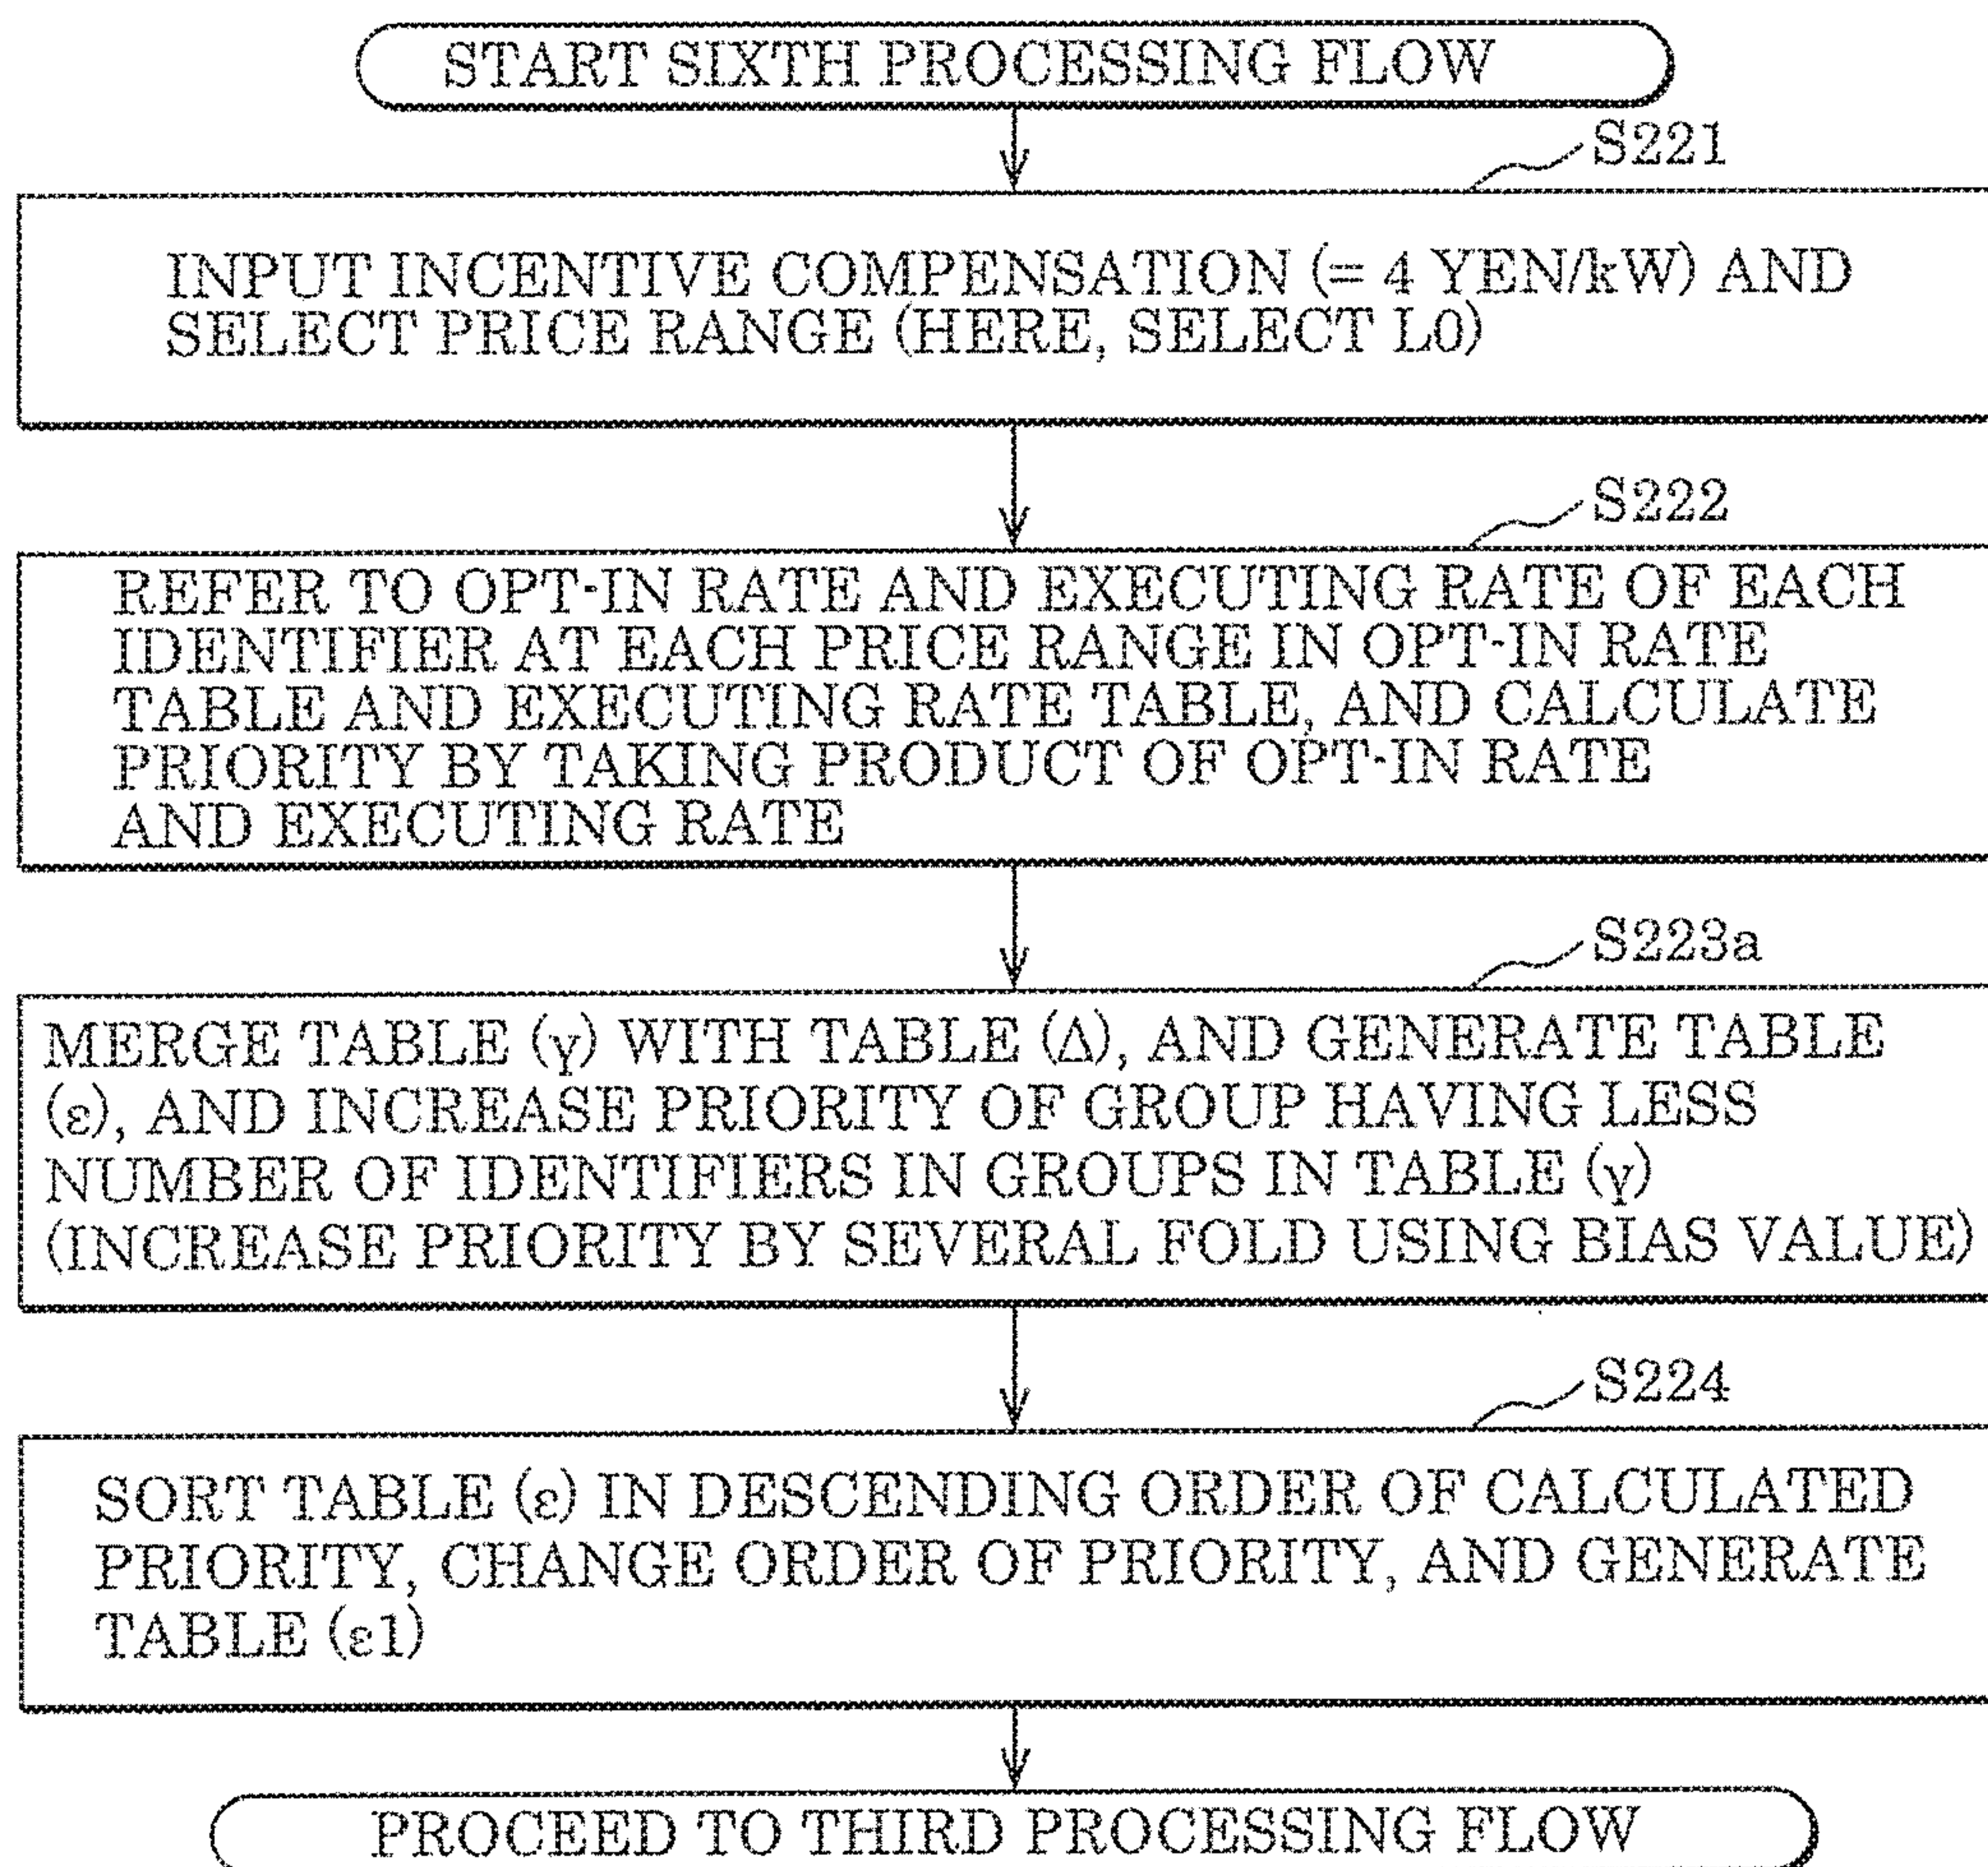 START SIXTH PROCESSING FLOW
S221
INPUT INCENTIVE COMPENSATION (= 4 YEN/kW) AND
SELECT PRICE RANGE (HERE, SELECT L0)
S222
REFER TO OPT-IN RATE AND EXECUTING RATE OF EACH
IDENTIFIER AT EACH PRICE RANGE IN OPT-IN RATE
TABLE AND EXECUTING RATE TABLE, AND CALCULATE
PRIORITY BY TAKING PRODUCT OF OPT-IN RATE
AND EXECUTING RATE
S223a
MERGE TABLE (γ) WITH TABLE (Δ), AND GENERATE TABLE
(ε), AND INCREASE PRIORITY OF GROUP HAVING LESS
NUMBER OF IDENTIFIERS IN GROUPS IN TABLE (γ)
(INCREASE PRIORITY BY SEVERAL FOLD USING BIAS VALUE)
S224
SORT TABLE (ε) IN DESCENDING ORDER OF CALCULATED
PRIORITY, CHANGE ORDER OF PRIORITY, AND GENERATE
TABLE (ε1)
PROCEED TO THIRD PROCESSING FLOW